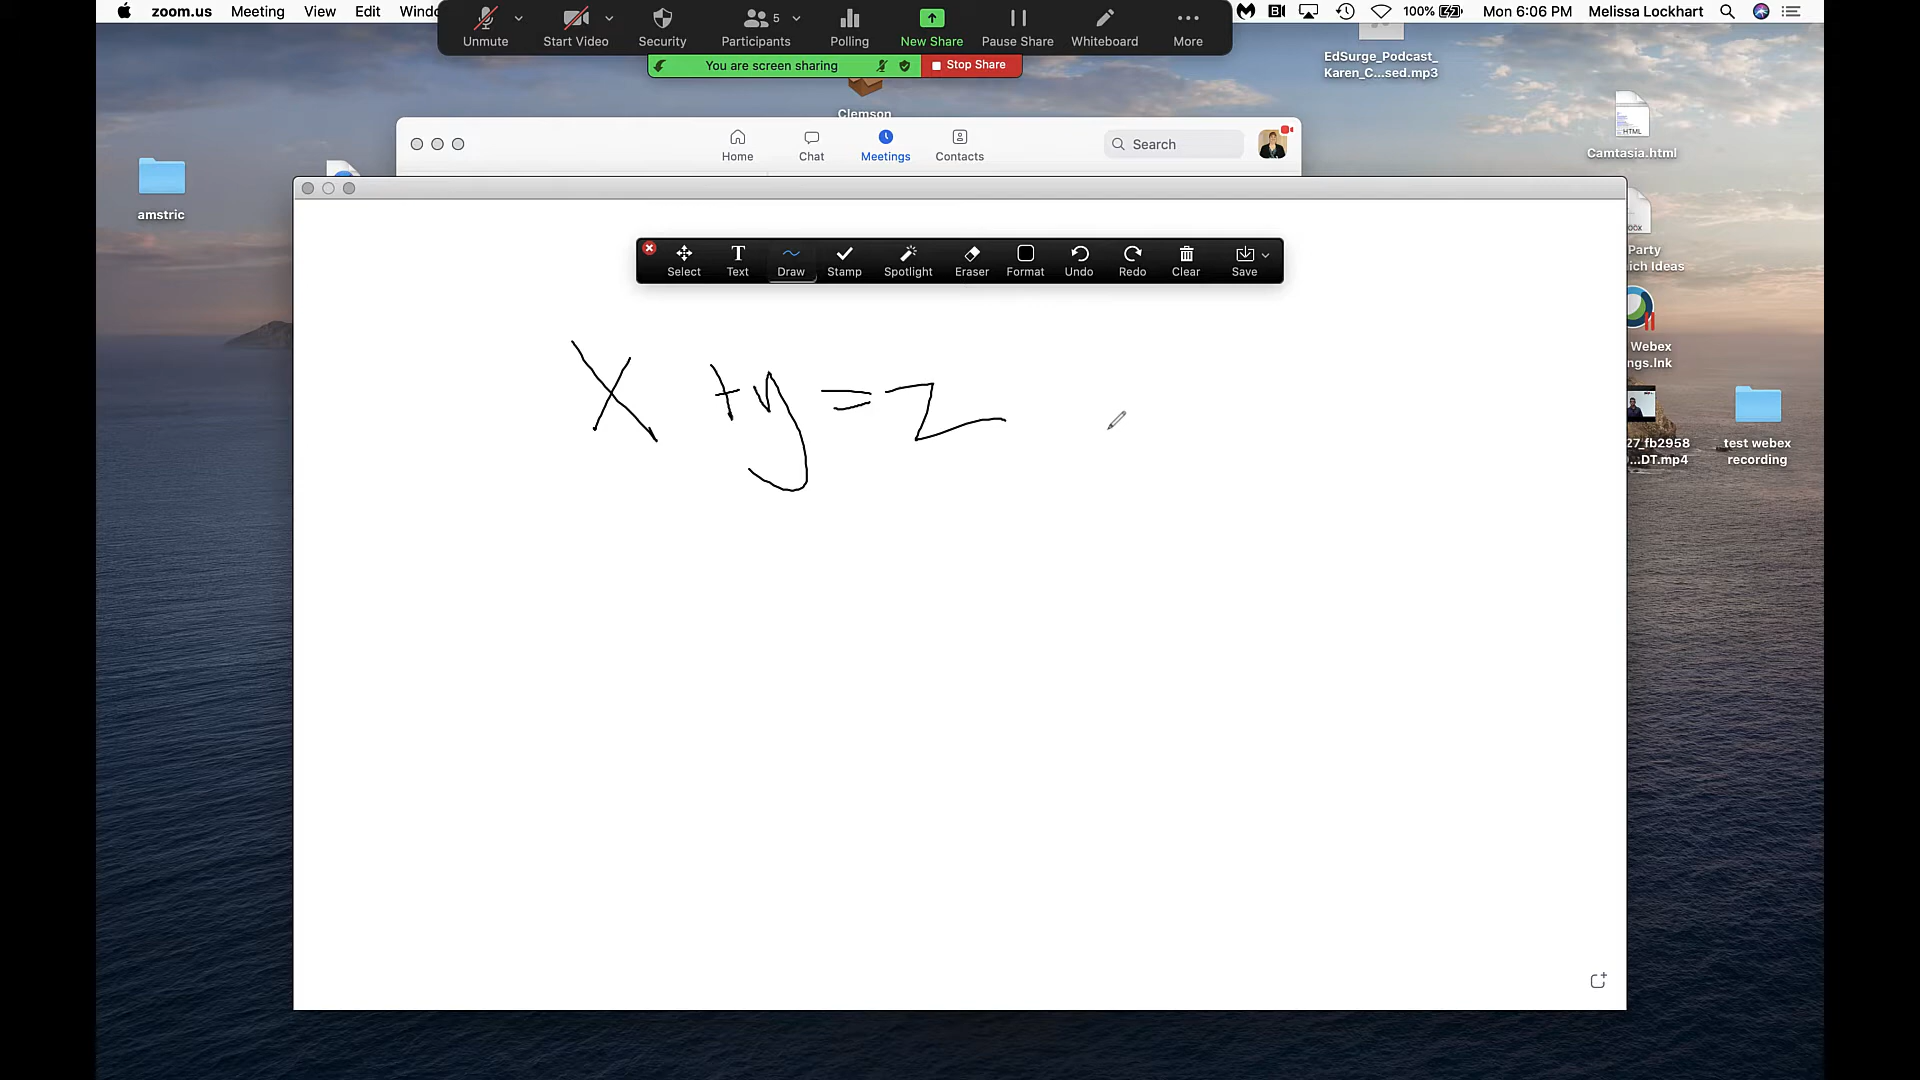 zoom.us Meeting View Edit
5
100% Mon 6:06 PM Melissa Lockhart
Unmute Start Video Security Participants Polling New Share Pause Share Whiteboard More
You are screen sharing Stop Share
EdSurge_Podcast_
Karen_C...sed.mp3
Clemson
Home Chat Meetings Contacts
Search
HTML
Camtasia.html
amstric
Select Text Draw Stamp Spotlight Eraser Format Undo Redo Clear Save
Party
ich Ideas
Webex
ngs.lnk
x + y = z
27_fb2958
...DT.mp4
test webex
recording